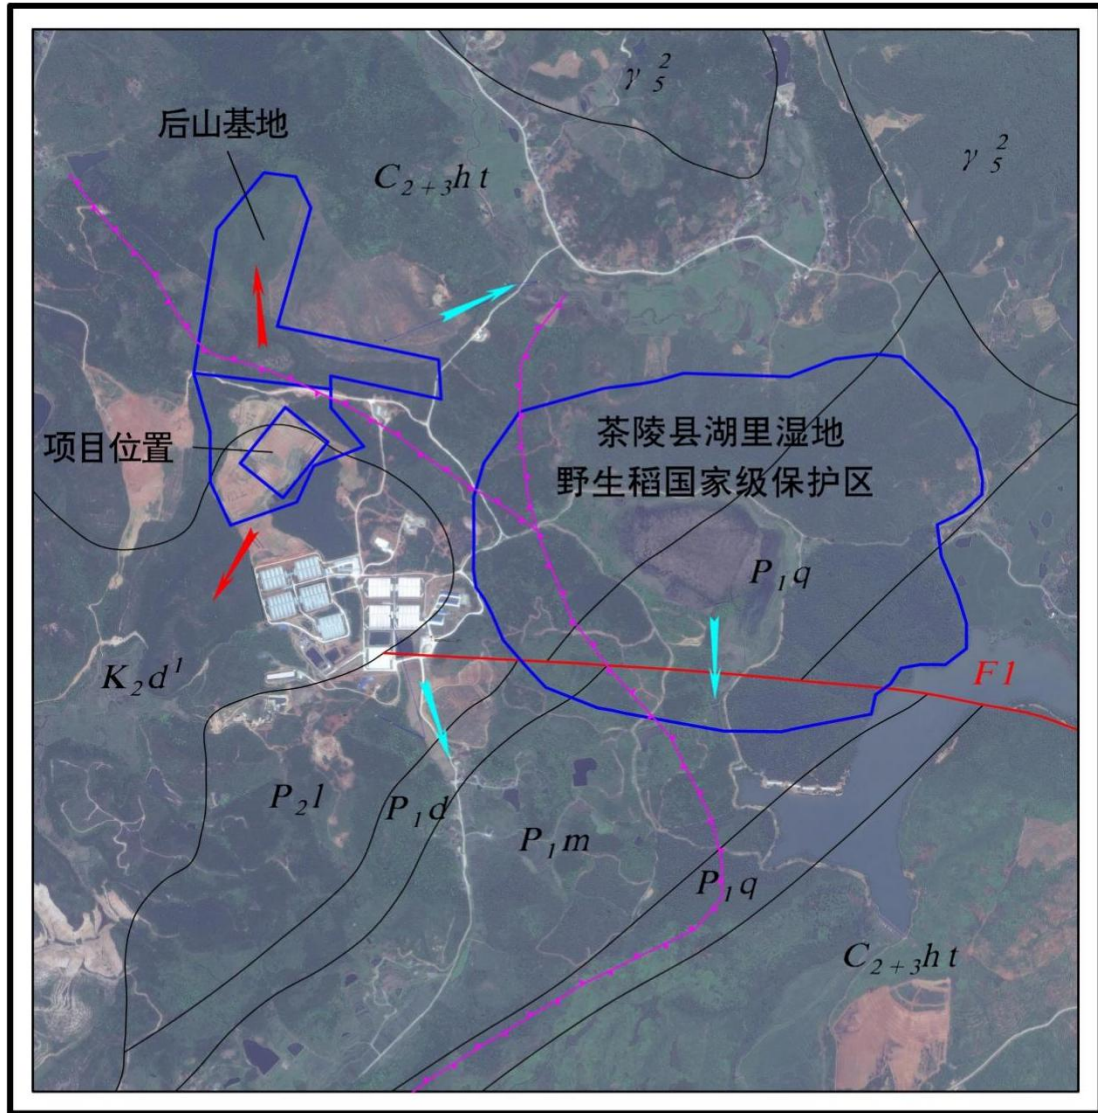 γ₅²
后山基地
C₂₊₃ht
γ₅²
茶陵县湖里湿地
野生稻国家级保护区
项目位置
P₁q
K₂d¹
F1
P₂l
P₁d
P₁m
P₁q
C₂₊₃ht